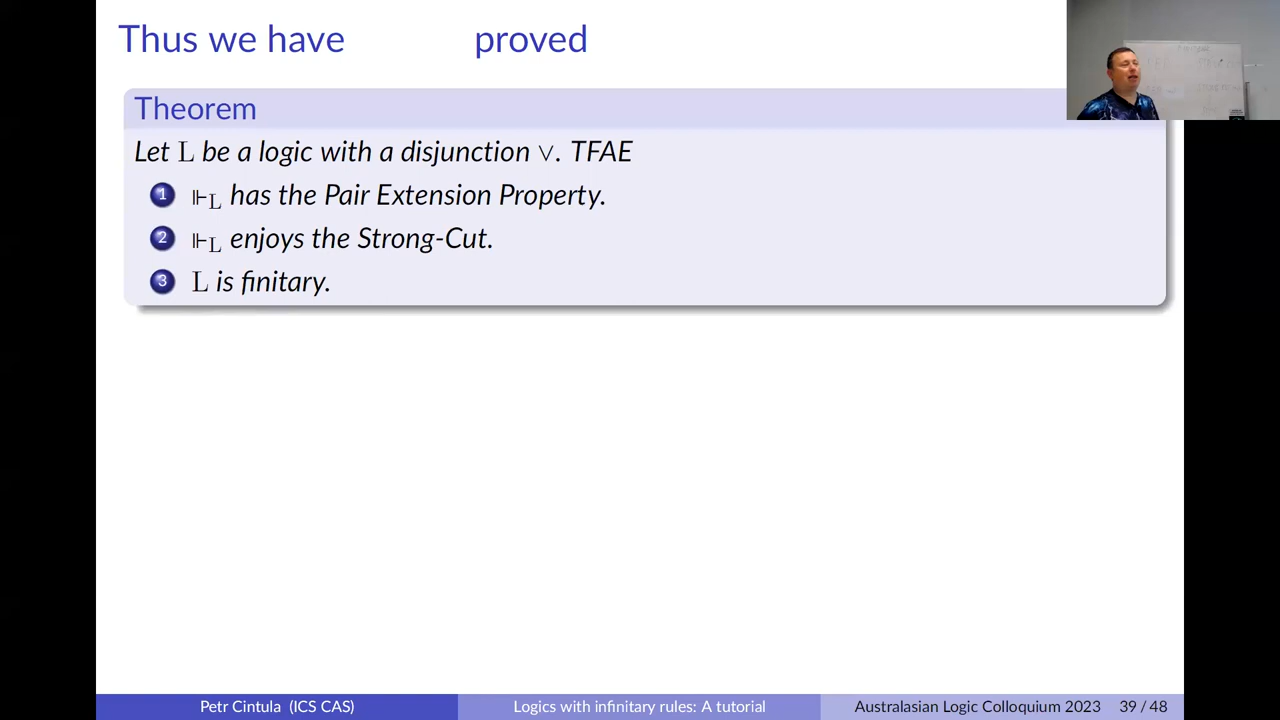 Thus we have proved
Theorem
Let L be a logic with a disjunction ∨. TFAE
1 ⊩L has the Pair Extension Property.
2 ⊩L enjoys the Strong-Cut.
3 L is finitary.
Petr Cintula (ICS CAS) Logics with infinitary rules: A tutorial Australasian Logic Colloquium 2023 39 / 48